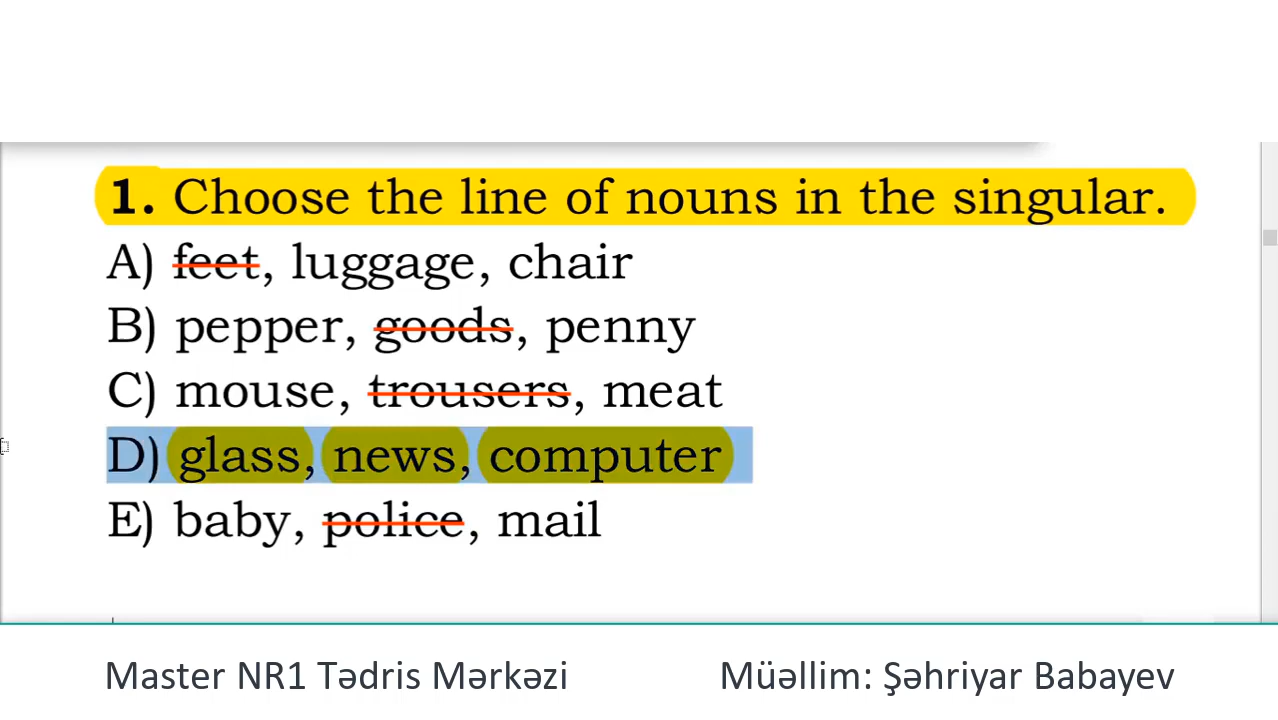 1. Choose the line of nouns in the singular.
A) feet, luggage, chair
B) pepper, goods, penny
C) mouse, trousers, meat
D) glass, news, computer
E) baby, police, mail
Master NR1 Tədris Mərkəzi
Müəllim: Şəhriyar Babayev